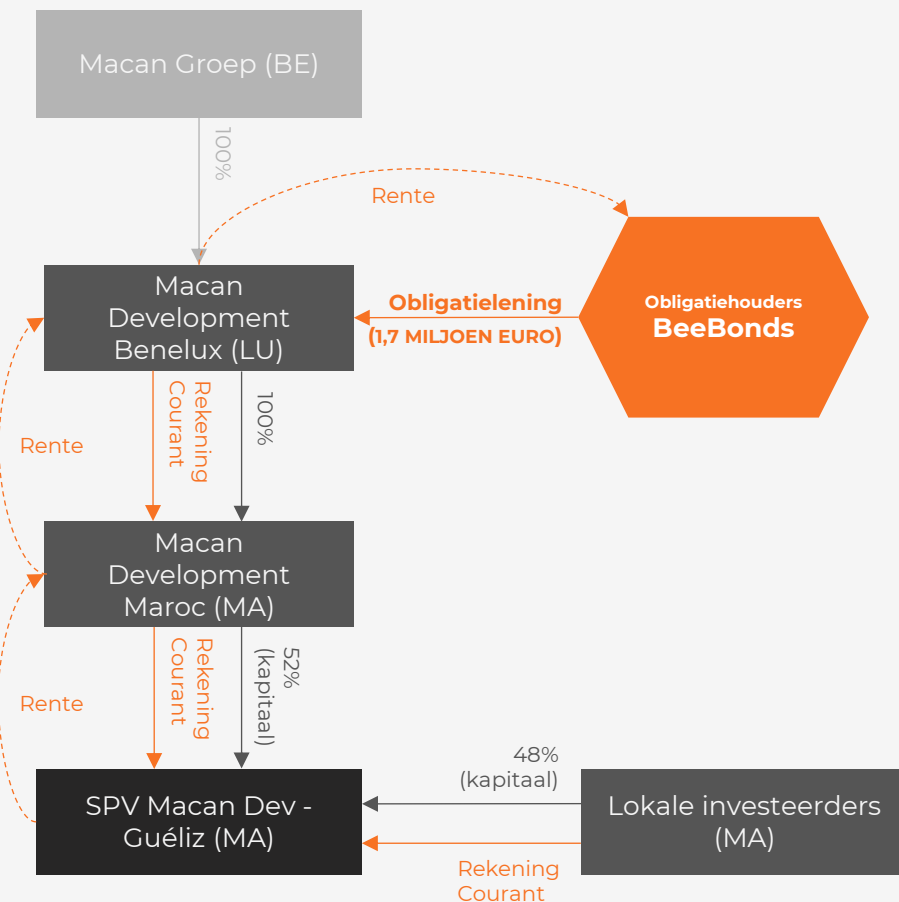 Macan Groep (BE)
100%
Rente
Macan
Development
Benelux (LU)
Obligatielening
(1,7 MILJOEN EURO)
Obligatiehouders
BeeBonds
Rente
Rekening
Courant
100%
Macan
Development
Maroc (MA)
Rente
Rekening
Courant
52%
(kapitaal)
48%
(kapitaal)
SPV Macan Dev -
Guéliz (MA)
Lokale investeerders
(MA)
Rekening
Courant